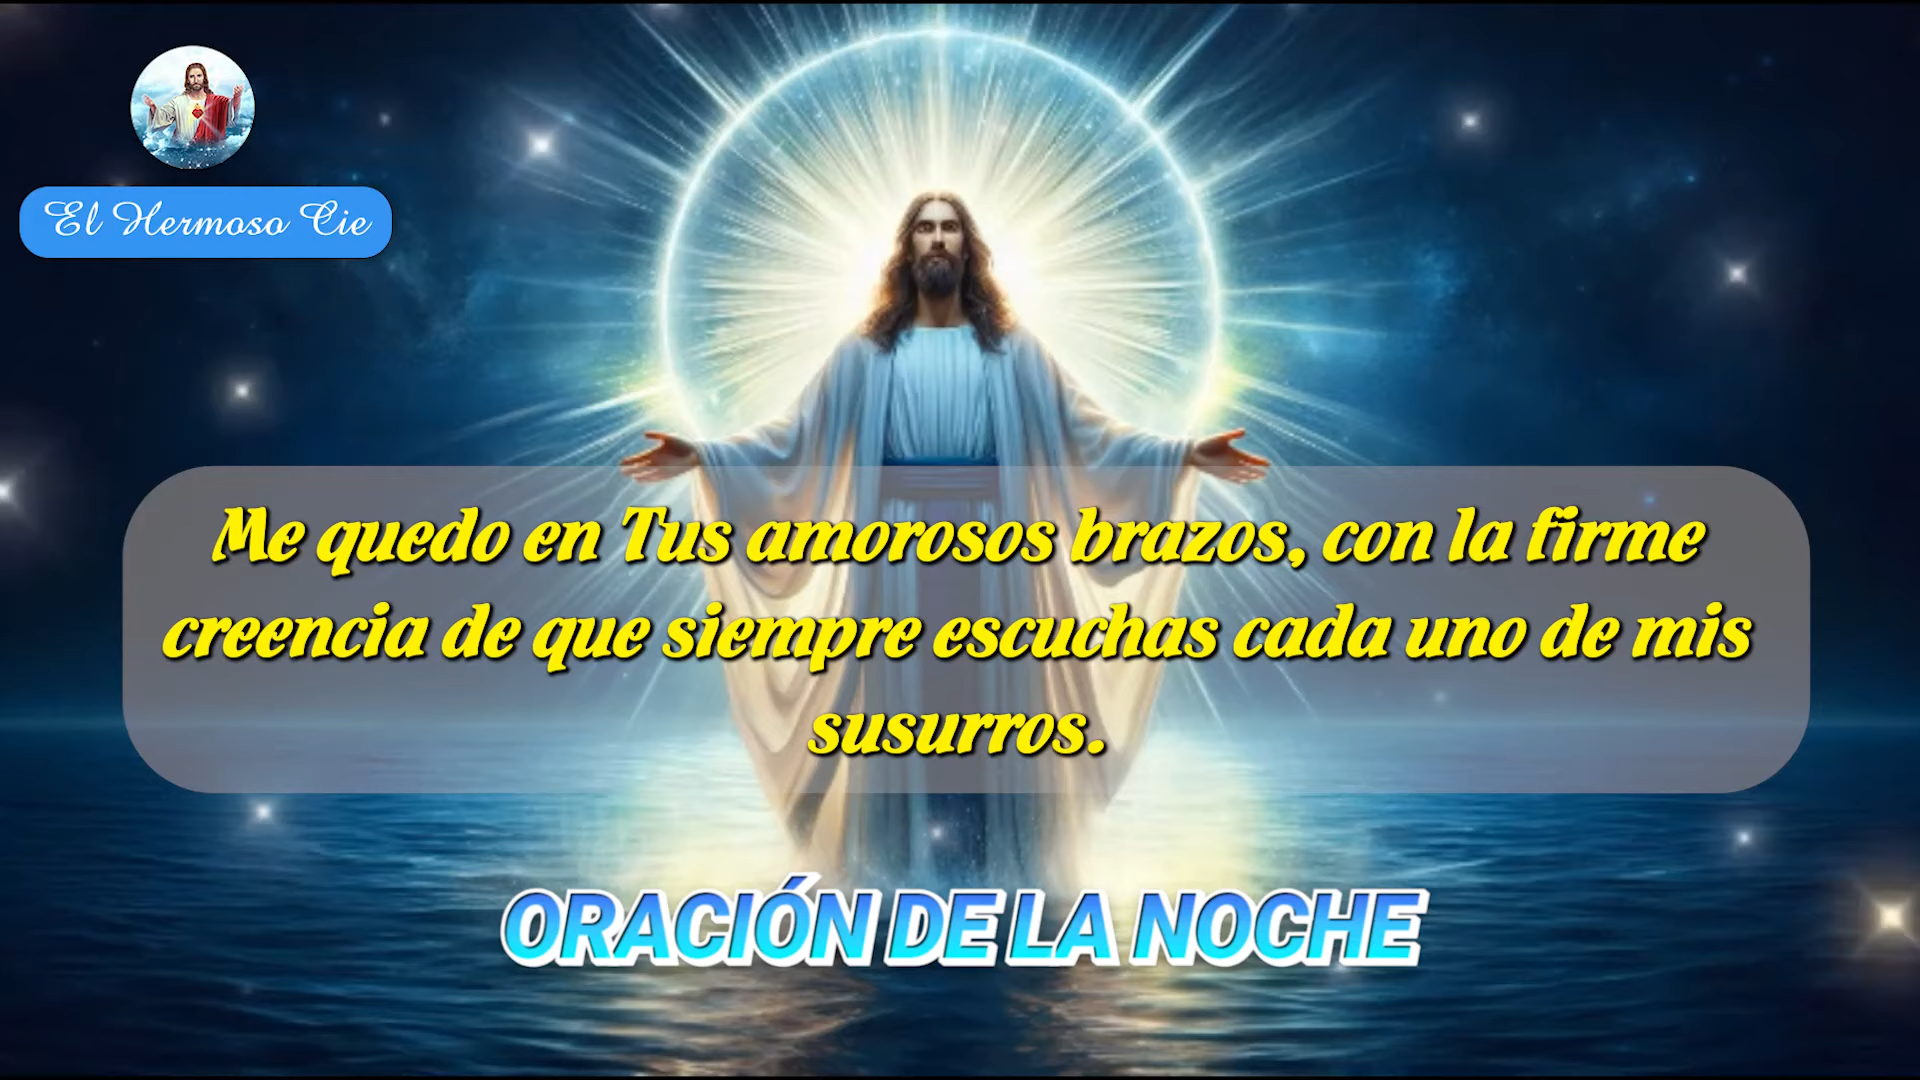 El Hermoso Cie
Me quedo en Tus amorosos brazos, con la firme
creencia de que siempre escuchas cada uno de mis
susurros.
ORACIÓN DE LA NOCHE